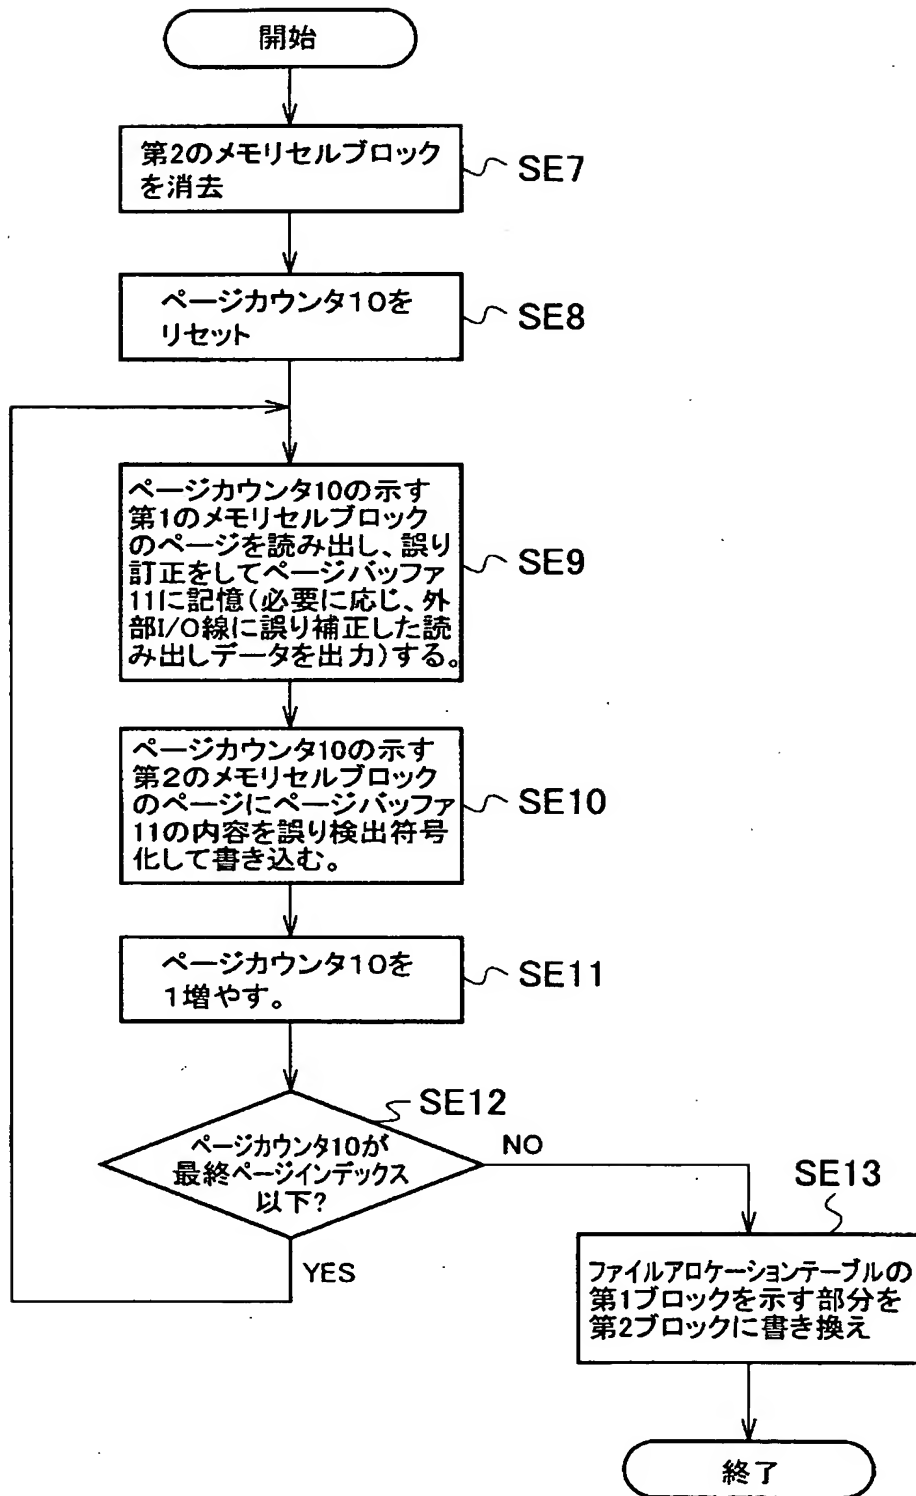 開始
第2のメモリセルブロック
を消去
SE7
ページカウンタ10を
リセット
SE8
ページカウンタ10の示す
第1のメモリセルブロック
のページを読み出し、誤り
訂正をしてページバッファ
11に記憶(必要に応じ、外
部I/O線に誤り補正した読
み出しデータを出力)する。
SE9
ページカウンタ10の示す
第2のメモリセルブロック
のページにページバッファ
11の内容を誤り検出符号
化して書き込む。
SE10
ページカウンタ10を
1増やす。
SE11
SE12
ページカウンタ10が
最終ページインデックス
以下?
NO
YES
SE13
ファイルアロケーションテーブルの
第1ブロックを示す部分を
第2ブロックに書き換え
終了